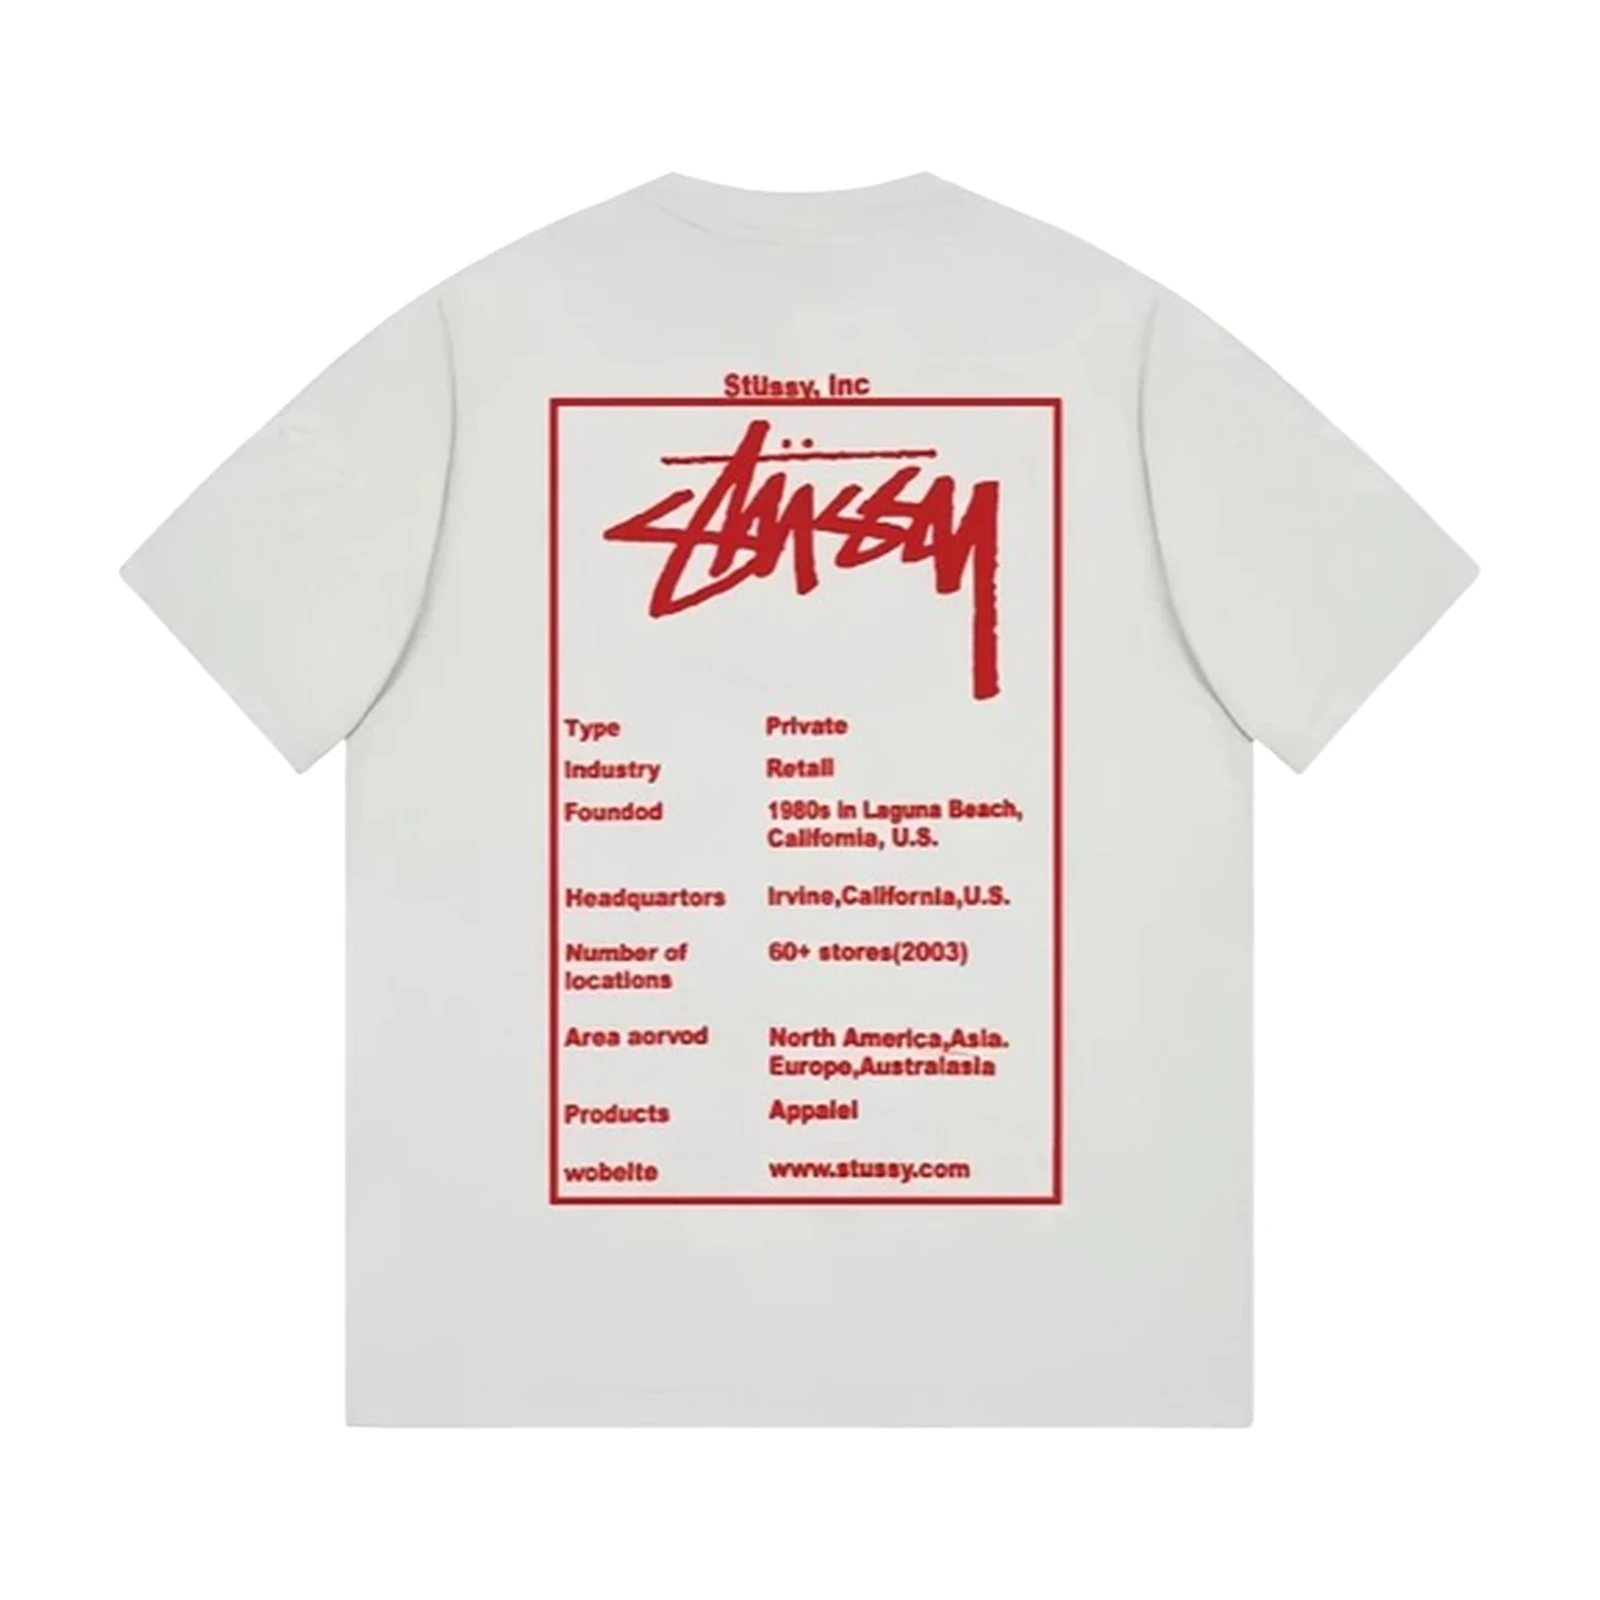 Stüssy, Inc
Stüssy
Type Private
Industry Retail
Foundod 1980s in Laguna Beach,
California, U.S.
Headquartors Irvine,California,U.S.
Number of 60+ stores(2003)
locations
Area aorvod North America,Asia.
Europe,Australasia
Products Appalel
wobelte www.stussy.com